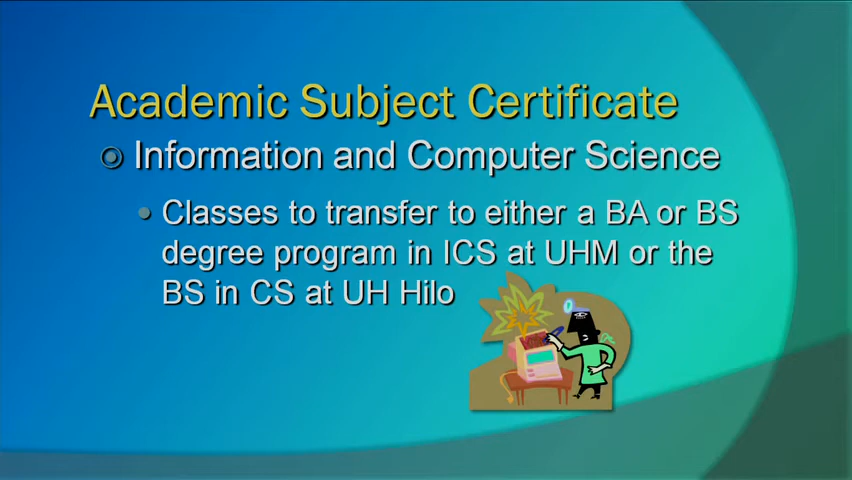 Academic Subject Certificate
Information and Computer Science
Classes to transfer to either a BA or BS
degree program in ICS at UHM or the
BS in CS at UH Hilo